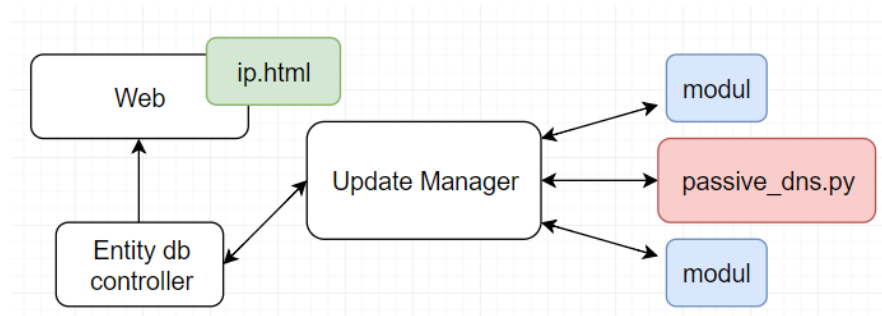 ip.html
Web
modul
Update Manager
passive_dns.py
Entity db
controller
modul